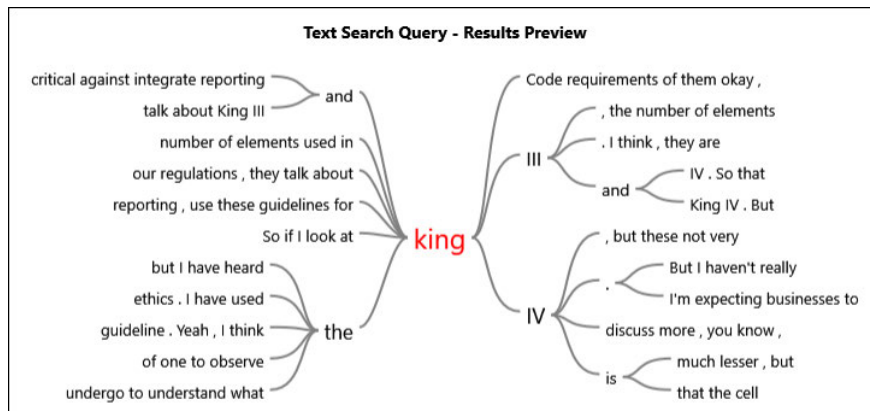 Text Search Query - Results Preview
critical against integrate reporting
talk about King III
and
number of elements used in
our regulations , they talk about
reporting , use these guidelines for
So if I look at
but I have heard
ethics . I have used
guideline . Yeah , I think
of one to observe
undergo to understand what
the
king
Code requirements of them okay ,
III
, the number of elements
. I think , they are
and
IV . So that
King IV . But
IV
, but these not very
.
But I haven't really
I'm expecting businesses to
discuss more , you know ,
is
much lesser , but
that the cell